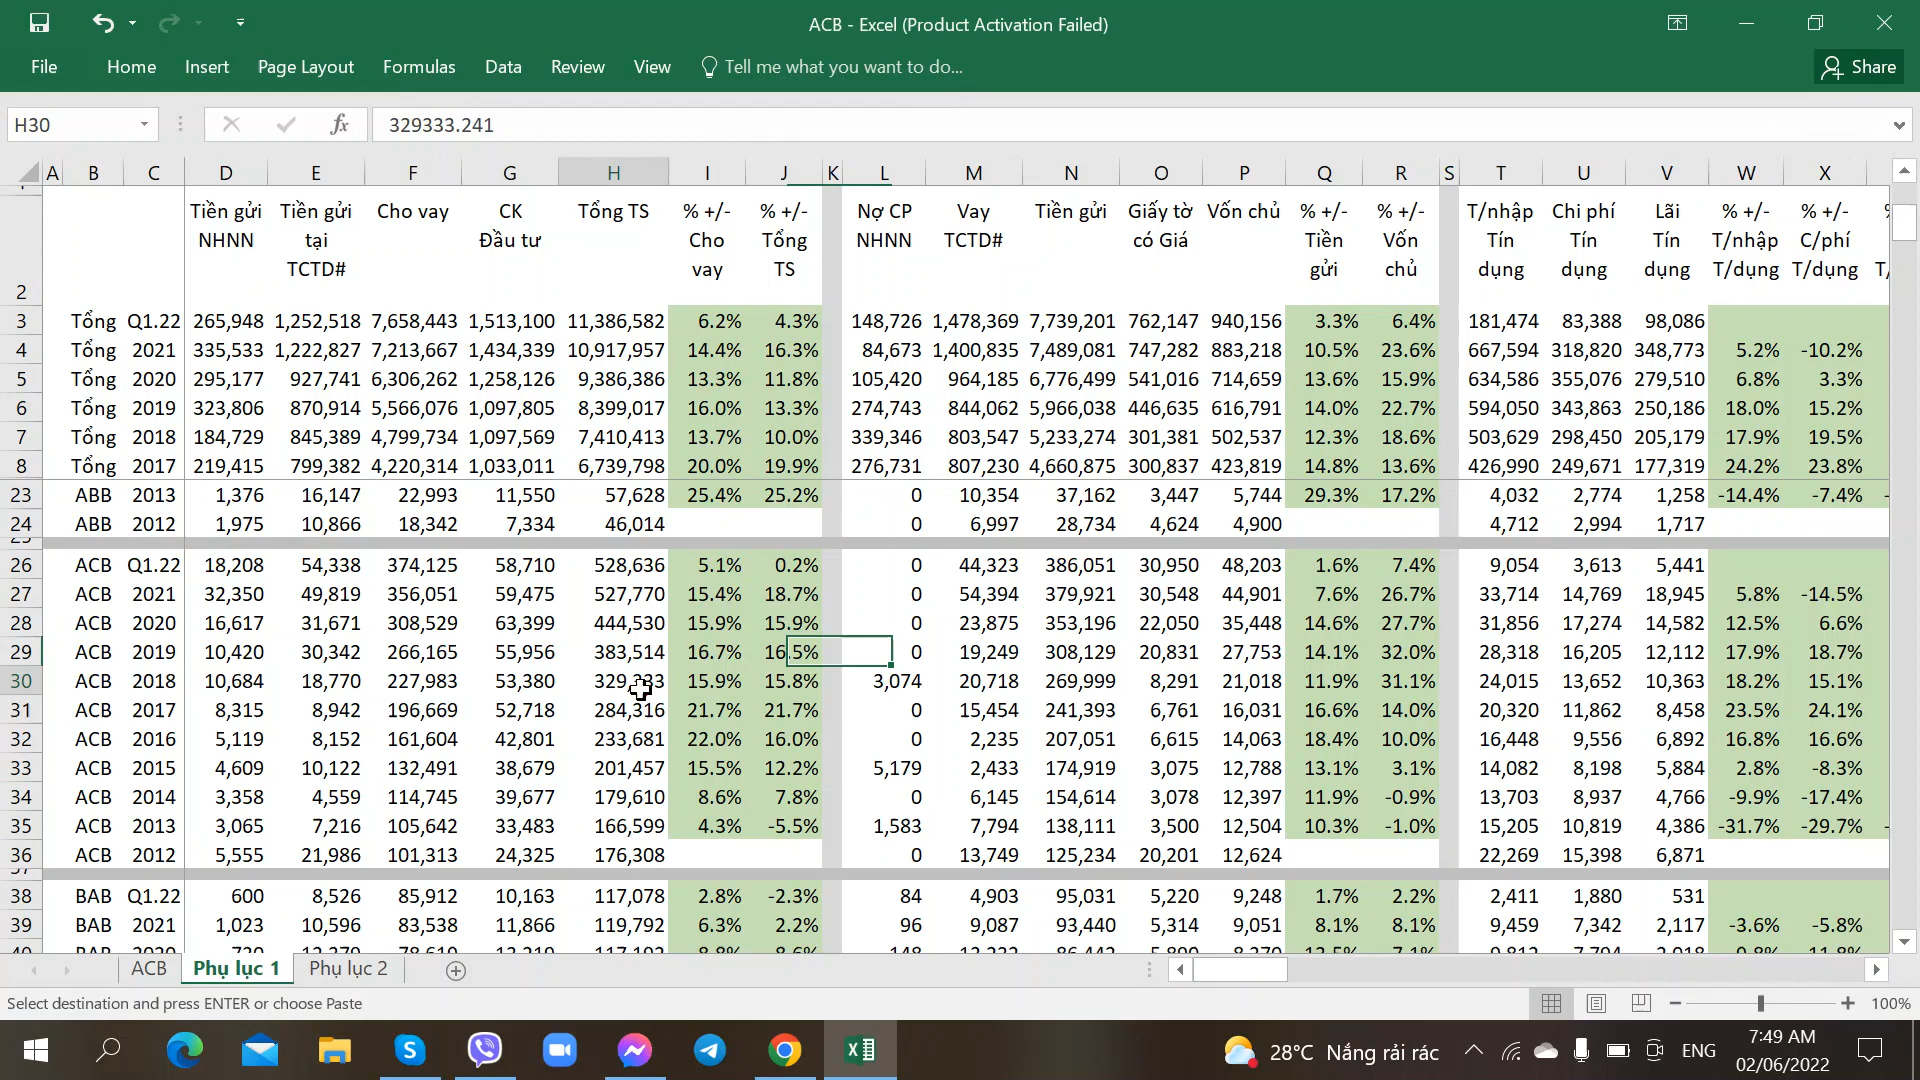 ACB - Excel (Product Activation Failed)
File Home Insert Page Layout Formulas Data Review View Tell me what you want to do... Share
H30 fx 329333.241
A B C D E F G H I J K L M N O P Q R S T U V W X
Tiền gửi Tiền gửi Cho vay CK Tổng TS % +/- % +/- Nợ CP Vay Tiền gửi Giấy tờ Vốn chủ % +/- % +/- T/nhập Chi phí Lãi % +/- % +/-
NHNN tại Đầu tư Cho Tổng NHNN TCTD# có Giá Tiền Vốn Tín Tín Tín T/nhập C/phí
2 TCTD# vay TS gửi chủ dụng dụng dụng T/dụng T/dụng T/
3 Tổng Q1.22 265,948 1,252,518 7,658,443 1,513,100 11,386,582 6.2% 4.3% 148,726 1,478,369 7,739,201 762,147 940,156 3.3% 6.4% 181,474 83,388 98,086
4 Tổng 2021 335,533 1,222,827 7,213,667 1,434,339 10,917,957 14.4% 16.3% 84,673 1,400,835 7,489,081 747,282 883,218 10.5% 23.6% 667,594 318,820 348,773 5.2% -10.2%
5 Tổng 2020 295,177 927,741 6,306,262 1,258,126 9,386,386 13.3% 11.8% 105,420 964,185 6,776,499 541,016 714,659 13.6% 15.9% 634,586 355,076 279,510 6.8% 3.3%
6 Tổng 2019 323,806 870,914 5,566,076 1,097,805 8,399,017 16.0% 13.3% 274,743 844,062 5,966,038 446,635 616,791 14.0% 22.7% 594,050 343,863 250,186 18.0% 15.2%
7 Tổng 2018 184,729 845,389 4,799,734 1,097,569 7,410,413 13.7% 10.0% 339,346 803,547 5,233,274 301,381 502,537 12.3% 18.6% 503,629 298,450 205,179 17.9% 19.5%
8 Tổng 2017 219,415 799,382 4,220,314 1,033,011 6,739,798 20.0% 19.9% 276,731 807,230 4,660,875 300,837 423,819 14.8% 13.6% 426,990 249,671 177,319 24.2% 23.8%
23 ABB 2013 1,376 16,147 22,993 11,550 57,628 25.4% 25.2% 0 10,354 37,162 3,447 5,744 29.3% 17.2% 4,032 2,774 1,258 -14.4% -7.4%
24 ABB 2012 1,975 10,866 18,342 7,334 46,014 0 6,997 28,734 4,624 4,900 4,712 2,994 1,717
26 ACB Q1.22 18,208 54,338 374,125 58,710 528,636 5.1% 0.2% 0 44,323 386,051 30,950 48,203 1.6% 7.4% 9,054 3,613 5,441
27 ACB 2021 32,350 49,819 356,051 59,475 527,770 15.4% 18.7% 0 54,394 379,921 30,548 44,901 7.6% 26.7% 33,714 14,769 18,945 5.8% -14.5%
28 ACB 2020 16,617 31,671 308,529 63,399 444,530 15.9% 15.9% 0 23,875 353,196 22,050 35,448 14.6% 27.7% 31,856 17,274 14,582 12.5% 6.6%
29 ACB 2019 10,420 30,342 266,165 55,956 383,514 16.7% 16.5% 0 19,249 308,129 20,831 27,753 14.1% 32.0% 28,318 16,205 12,112 17.9% 18.7%
30 ACB 2018 10,684 18,770 227,983 53,380 329,333 15.9% 15.8% 3,074 20,718 269,999 8,291 21,018 11.9% 31.1% 24,015 13,652 10,363 18.2% 15.1%
31 ACB 2017 8,315 8,942 196,669 52,718 284,316 21.7% 21.7% 0 15,454 241,393 6,761 16,031 16.6% 14.0% 20,320 11,862 8,458 23.5% 24.1%
32 ACB 2016 5,119 8,152 161,604 42,801 233,681 22.0% 16.0% 0 2,235 207,051 6,615 14,063 18.4% 10.0% 16,448 9,556 6,892 16.8% 16.6%
33 ACB 2015 4,609 10,122 132,491 38,679 201,457 15.5% 12.2% 5,179 2,433 174,919 3,075 12,788 13.1% 3.1% 14,082 8,198 5,884 2.8% -8.3%
34 ACB 2014 3,358 4,559 114,745 39,677 179,610 8.6% 7.8% 0 6,145 154,614 3,078 12,397 11.9% -0.9% 13,703 8,937 4,766 -9.9% -17.4%
35 ACB 2013 3,065 7,216 105,642 33,483 166,599 4.3% -5.5% 1,583 7,794 138,111 3,500 12,504 10.3% -1.0% 15,205 10,819 4,386 -31.7% -29.7%
36 ACB 2012 5,555 21,986 101,313 24,325 176,308 0 13,749 125,234 20,201 12,624 22,269 15,398 6,871
38 BAB Q1.22 600 8,526 85,912 10,163 117,078 2.8% -2.3% 84 4,903 95,031 5,220 9,248 1.7% 2.2% 2,411 1,880 531
39 BAB 2021 1,023 10,596 83,538 11,866 119,792 6.3% 2.2% 96 9,087 93,440 5,314 9,051 8.1% 8.1% 9,459 7,342 2,117 -3.6% -5.8%
ACB Phụ lục 1 Phụ lục 2
Select destination and press ENTER or choose Paste 100%
28°C Nắng rải rác ENG 7:49 AM
02/06/2022